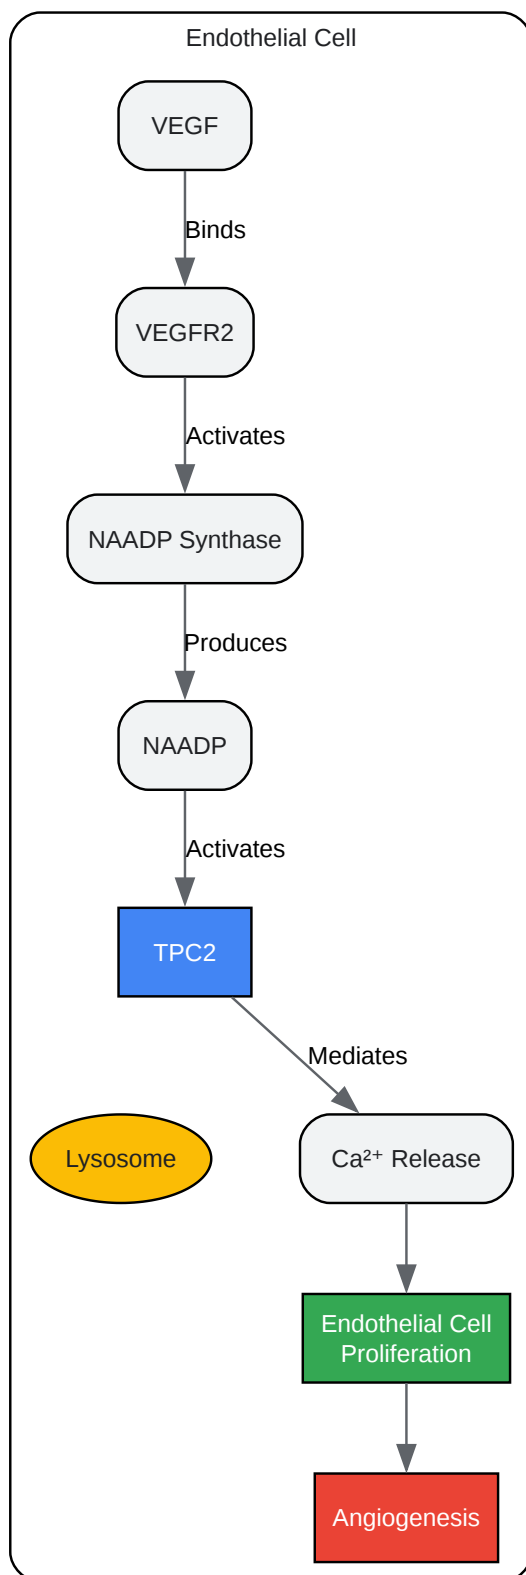 Endothelial Cell
VEGF
Binds
VEGFR2
Activates
NAADP Synthase
Produces
NAADP
Activates
TPC2
Mediates
Lysosome
Ca²⁺ Release
Endothelial Cell
Proliferation
Angiogenesis